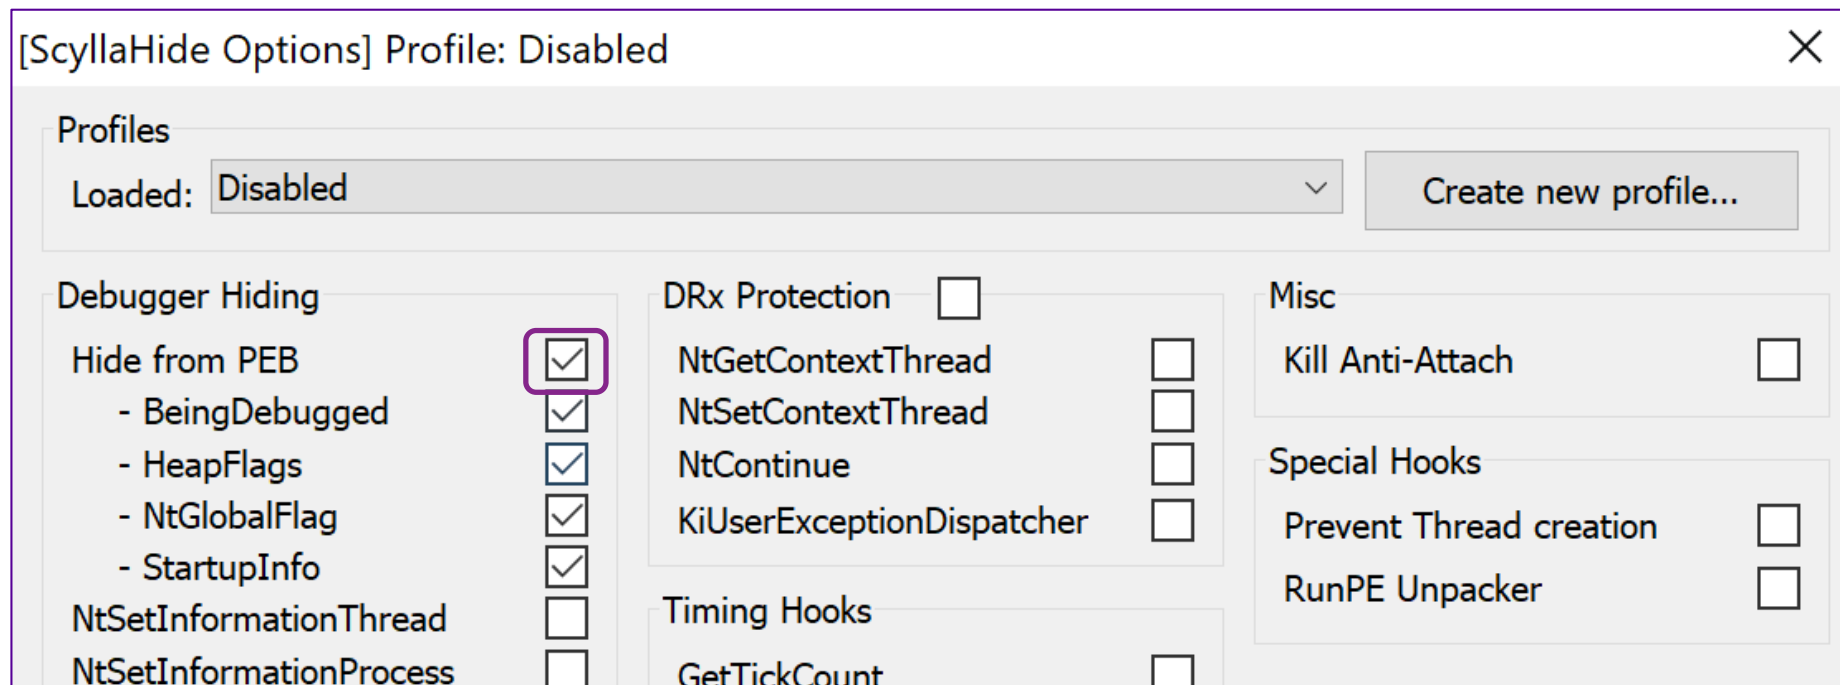 [ScyllaHide Options] Profile: Disabled
Profiles
Loaded:
Disabled
Create new profile...
Debugger Hiding
Hide from PEB
- BeingDebugged
- HeapFlags
- NtGlobalFlag
- StartupInfo
NtSetInformationThread
NtSetInformationProcess
DRx Protection
NtGetContextThread
NtSetContextThread
NtContinue
KiUserExceptionDispatcher
Timing Hooks
GetTickCount
Misc
Kill Anti-Attach
Special Hooks
Prevent Thread creation
RunPE Unpacker